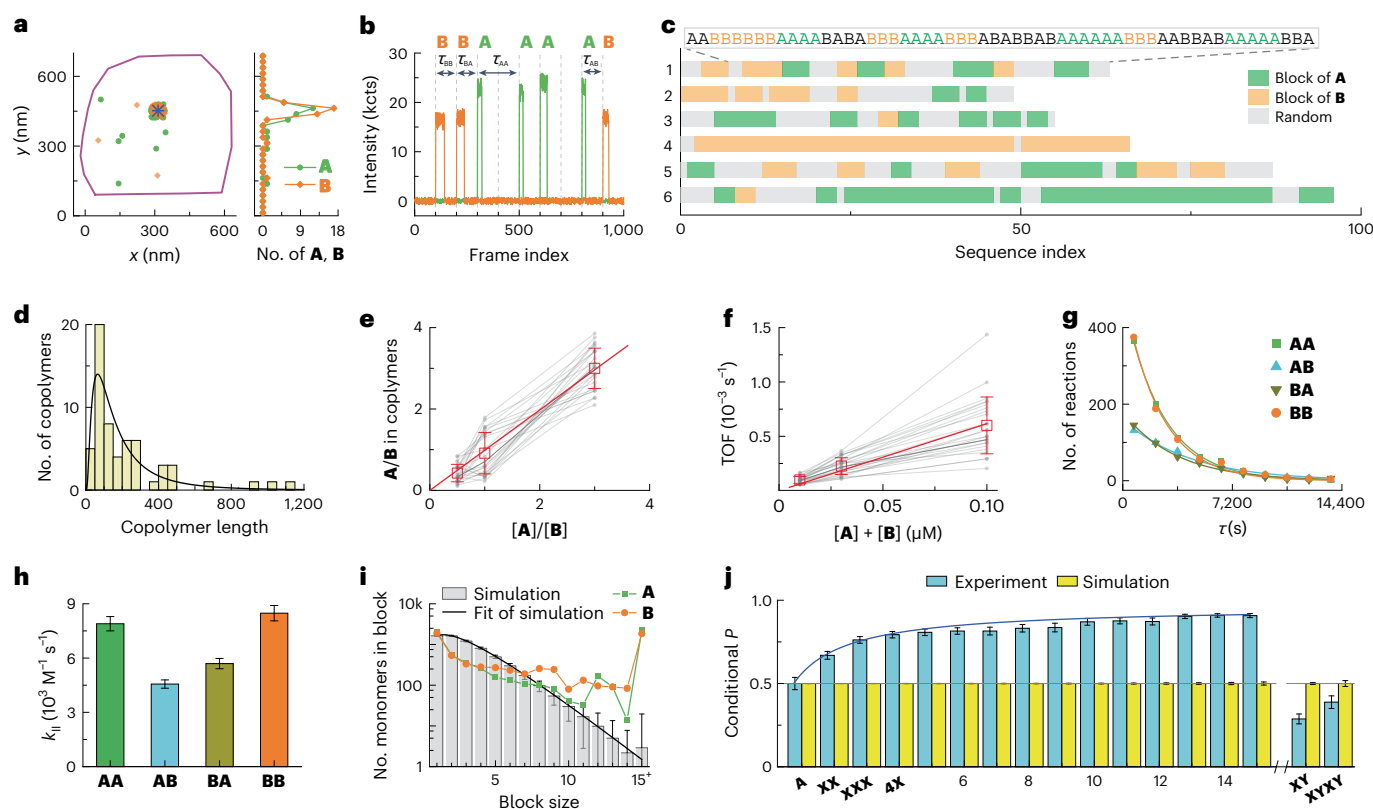 a
y (nm)
600
300
0
0 300 600
x (nm)
A
B
0 9 18
No. of A, B
b
B B A A A A B
τBB τBA τAA τAB
Intensity (kcts)
30
20
10
0
0 500 1,000
Frame index
c
AABBBBBBAAAABABABBBAAAABBBABABBABAAAAAABBBAABBABAAAAABBA
1
2
3
4
5
6
Block of A
Block of B
Random
0 50 100
Sequence index
d
No. of copolymers
20
10
0
0 400 800 1,200
Copolymer length
e
A/B in copolymers
4
2
0
0 2 4
[A]/[B]
f
TOF (10⁻³ s⁻¹)
1.5
1.0
0.5
0.05 0.10
[A] + [B] (µM)
g
No. of reactions
400
200
0
AA
AB
BA
BB
0 7,200 14,400
τ (s)
h
kII (10³ M⁻¹ s⁻¹)
9
6
3
0
AA AB BA BB
i
No. monomers in block
10k
100
1
Simulation
Fit of simulation
A
B
5 10 15⁺
Block size
j
Experiment
Simulation
Conditional P
1.0
0.5
0
A XX XXX 4X 6 8 10 12 14 XY XYXY